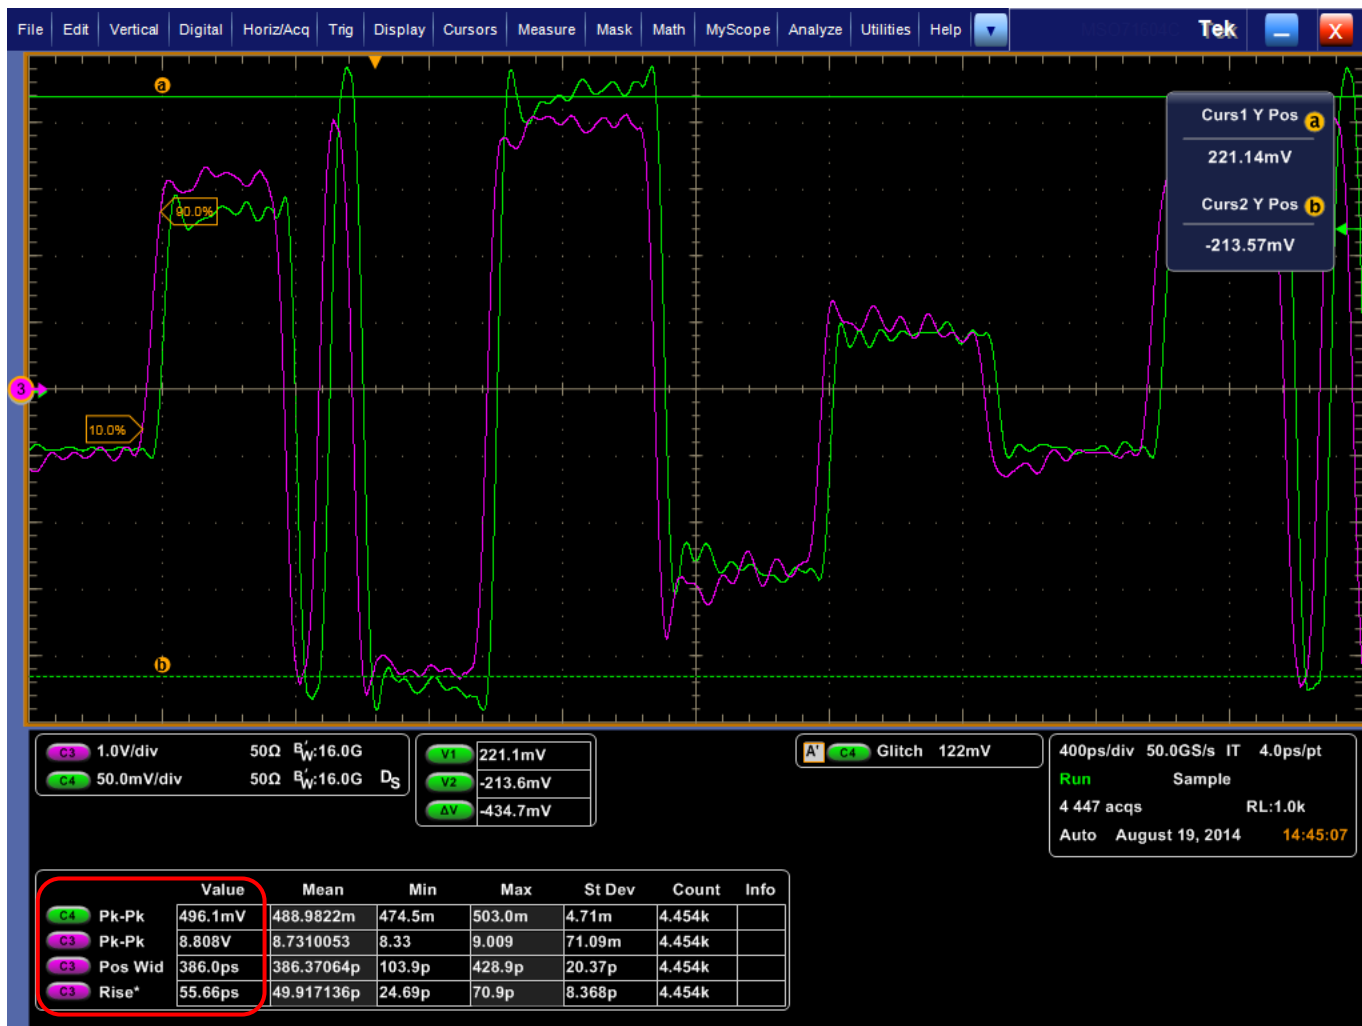 File Edit Vertical Digital Horiz/Acq Trig Display Cursors Measure Mask Math MyScope Analyze Utilities Help Tek X
a
Curs1 Y Pos a
221.14mV
90.0%
Curs2 Y Pos b
-213.57mV
3
10.0%
b
C3 1.0V/div 50Ω B'W:16.0G
C4 50.0mV/div 50Ω B'W:16.0G DS
V1 221.1mV
V2 -213.6mV
ΔV -434.7mV
A' C4 Glitch 122mV
400ps/div 50.0GS/s IT 4.0ps/pt
Run Sample
4 447 acqs RL:1.0k
Auto August 19, 2014 14:45:07
Value Mean Min Max St Dev Count Info
C4 Pk-Pk 496.1mV 488.9822m 474.5m 503.0m 4.71m 4.454k
C3 Pk-Pk 8.808V 8.7310053 8.33 9.009 71.09m 4.454k
C3 Pos Wid 386.0ps 386.37064p 103.9p 428.9p 20.37p 4.454k
C3 Rise* 55.66ps 49.917136p 24.69p 70.9p 8.368p 4.454k